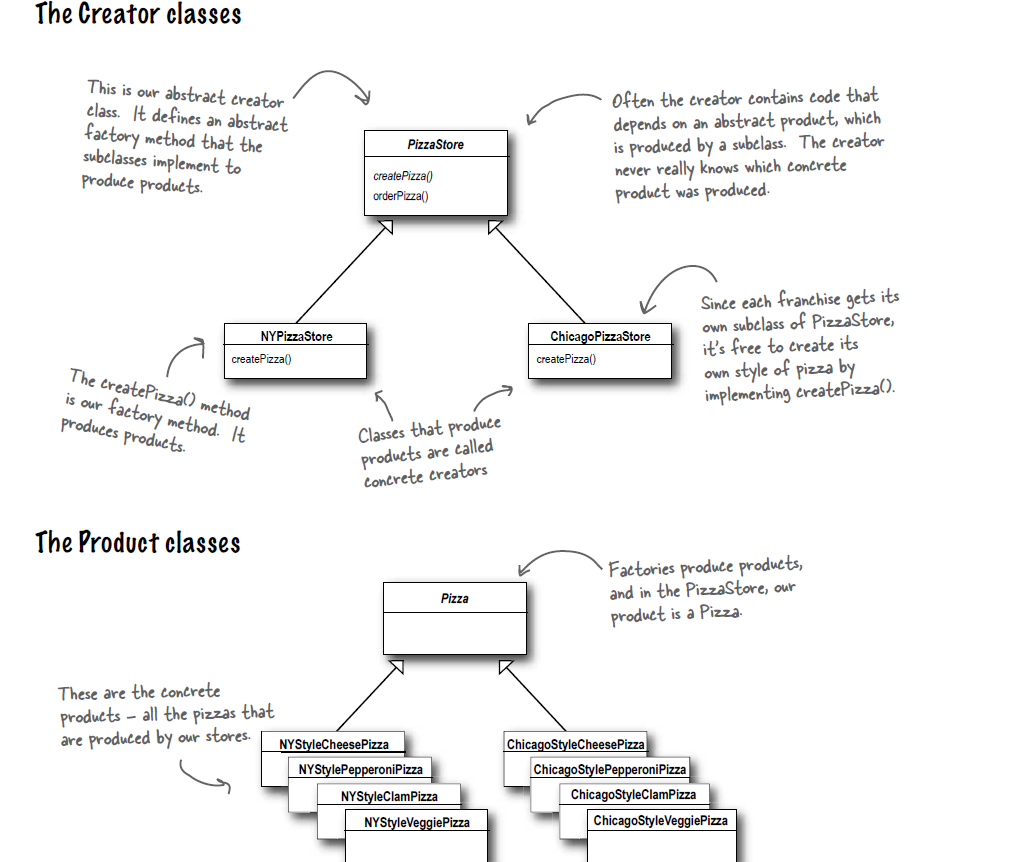 The Creator classes
This is our abstract creator
class. It defines an abstract
factory method that the
subclasses implement to
produce products.
Often the creator contains code that
depends on an abstract product, which
is produced by a subclass. The creator
never really knows which concrete
product was produced.
PizzaStore
createPizza()
orderPizza()
Since each franchise gets its
own subclass of PizzaStore,
it's free to create its
own style of pizza by
implementing createPizza().
NYPizzaStore
createPizza()
ChicagoPizzaStore
createPizza()
The createPizza() method
is our factory method. It
produces products.
Classes that produce
products are called
concrete creators
The Product classes
Factories produce products,
and in the PizzaStore, our
product is a Pizza.
Pizza
These are the concrete
products – all the pizzas that
are produced by our stores.
NYStyleCheesePizza
NYStylePepperoniPizza
NYStyleClamPizza
NYStyleVeggiePizza
ChicagoStyleCheesePizza
ChicagoStylePepperoniPizza
ChicagoStyleClamPizza
ChicagoStyleVeggiePizza